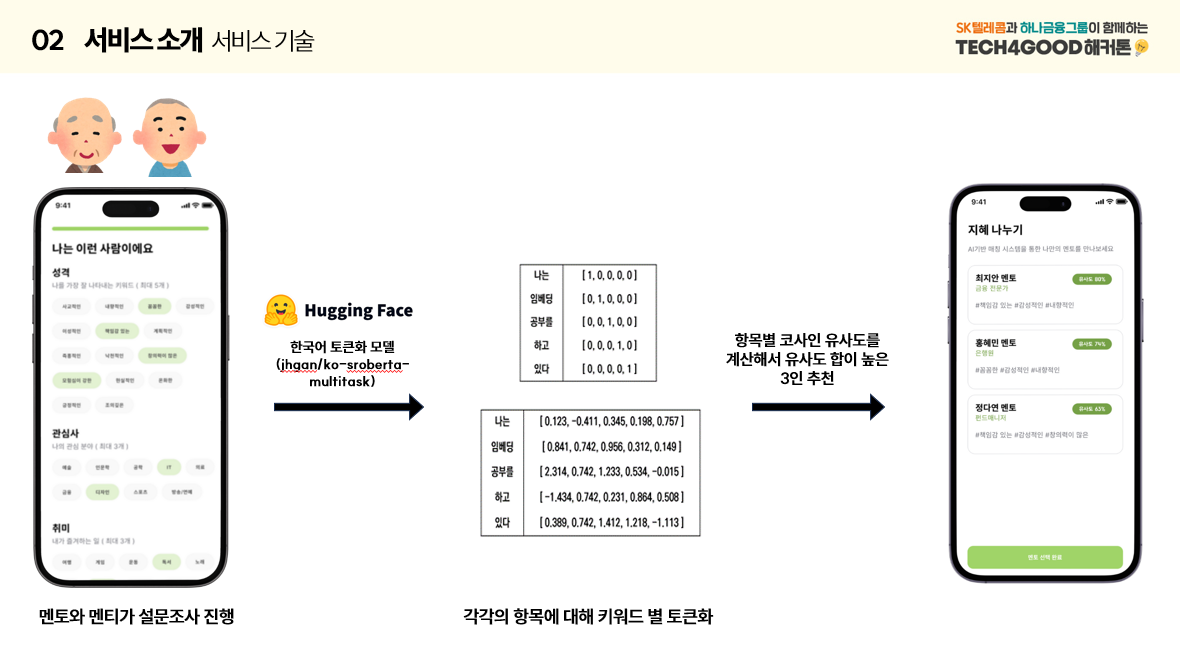 02 서비스 소개 서비스 기술
SK텔레콤과 하나금융그룹이 함께하는
TECH4GOOD 해커톤
9:41
나는 이런 사람이에요
성격
나를 가장 잘 나타내는 키워드 ( 최대 5개 )
사교적인 내향적인 꼼꼼한 감성적인
이성적인 책임감 있는 계획적인
즉흥적인 낙천적인 창의력이 많은
모험심이 강한 현실적인 온화한
긍정적인 조의깊은
관심사
나의 관심 분야 ( 최대 3개 )
예술 인문학 공학 IT 의료
금융 디자인 스포츠 방송/연예
취미
내가 즐겨하는 일 ( 최대 3개 )
여행 게임 운동 독서 노래
멘토와 멘티가 설문조사 진행
Hugging Face
한국어 토큰화 모델
(jhgan/ko-sroberta-
multitask)
나는 [ 1, 0, 0, 0, 0 ]
임베딩 [ 0, 1, 0, 0, 0 ]
공부를 [ 0, 0, 1, 0, 0 ]
하고 [ 0, 0, 0, 1, 0 ]
있다 [ 0, 0, 0, 0, 1 ]
나는 [ 0.123, -0.411, 0.345, 0.198, 0.757 ]
임베딩 [ 0.841, 0.742, 0.956, 0.312, 0.149 ]
공부를 [ 2.314, 0.742, 1.233, 0.534, -0.015 ]
하고 [ -1.434, 0.742, 0.231, 0.864, 0.508 ]
있다 [ 0.389, 0.742, 1.412, 1.218, -1.113 ]
각각의 항목에 대해 키워드 별 토큰화
항목별 코사인 유사도를
계산해서 유사도 합이 높은
3인 추천
9:41
지혜 나누기
AI기반 매칭 시스템을 통한 나만의 멘토를 만나보세요
최지안 멘토 유사도 80%
금융 전문가
#책임감 있는 #감성적인 #내향적인
홍혜민 멘토 유사도 74%
은행원
#꼼꼼한 #감성적인 #내향적인
정다연 멘토 유사도 63%
펀드매니저
#책임감 있는 #감성적인 #창의력이 많은
멘토 선택 완료